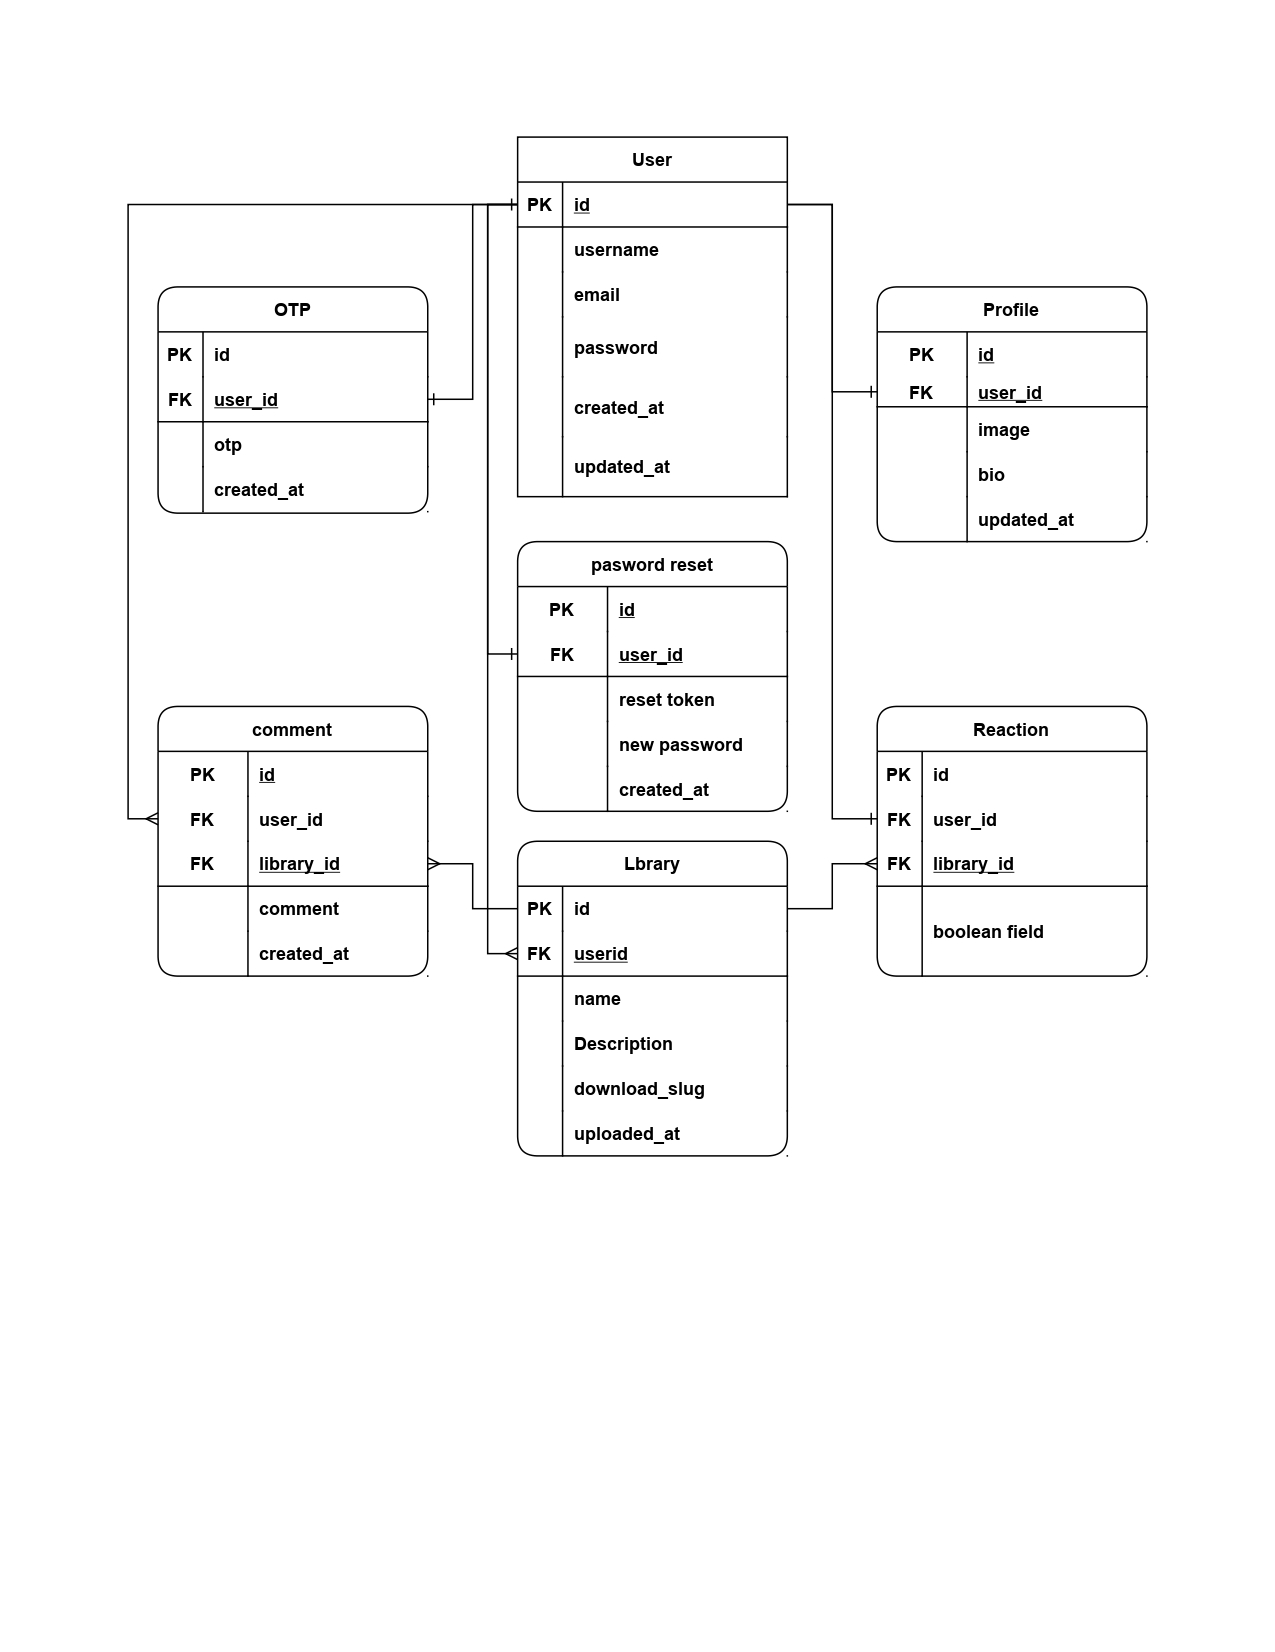 User
PK id
username
email
password
created_at
updated_at
OTP
PK id
FK user_id
otp
created_at
Profile
PK id
FK user_id
image
bio
updated_at
pasword reset
PK id
FK user_id
reset token
new password
created_at
comment
PK id
FK user_id
FK library_id
comment
created_at
Reaction
PK id
FK user_id
FK library_id
boolean field
Lbrary
PK id
FK userid
name
Description
download_slug
uploaded_at